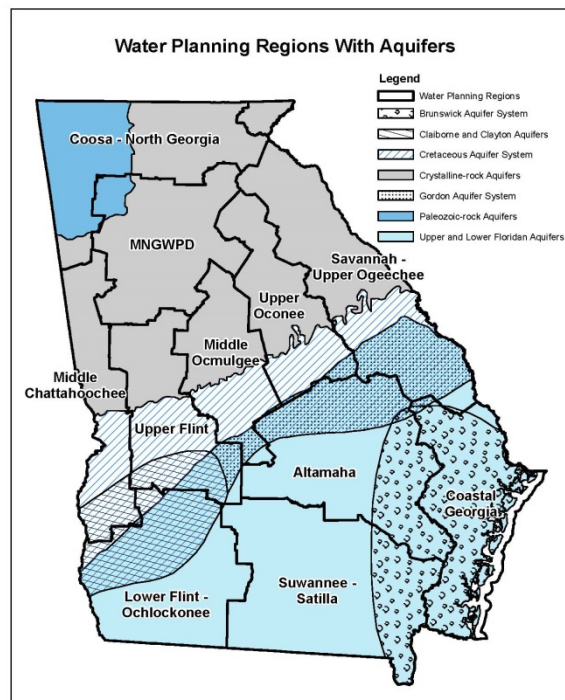 Water Planning Regions With Aquifers
Legend
Water Planning Regions
Brunswick Aquifer System
Claiborne and Clayton Aquifers
Cretaceous Aquifer System
Crystalline-rock Aquifers
Gordon Aquifer System
Paleozoic-rock Aquifers
Upper and Lower Floridan Aquifers
Coosa - North Georgia
MNGWPD
Savannah -
Upper Ogeechee
Upper
Oconee
Middle
Ocmulgee
Middle
Chattahoochee
Upper Flint
Altamaha
Coastal
Georgia
Lower Flint -
Ochlockonee
Suwannee -
Satilla